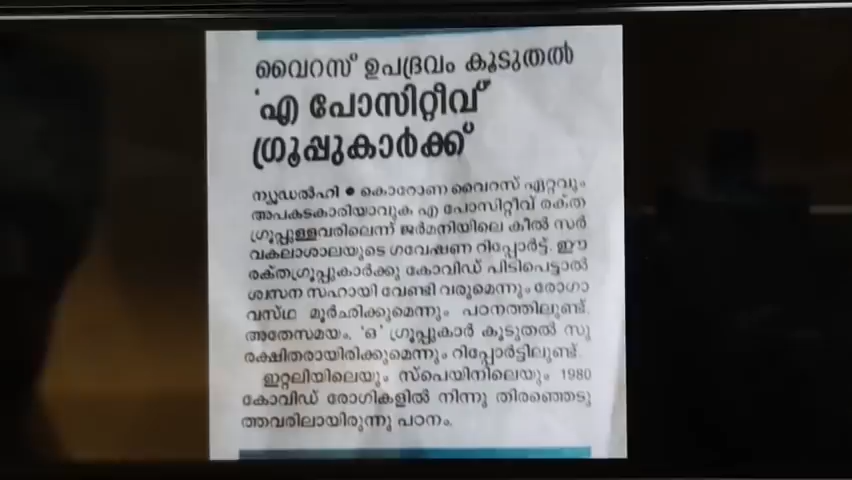 വൈറസ് ഉപദ്രവം കൂടുതൽ
'എ പോസിറ്റീവ്'
ഗ്രൂപ്പുകാർക്ക്
ന്യൂഡൽഹി ● കൊറോണ വൈറസ് ഏറ്റവും
അപകടകാരിയാവുക എ പോസിറ്റീവ് രക്ത
ഗ്രൂപ്പുള്ളവരിലെന്ന് ജർമനിയിലെ കീൽ സർ
വകലാശാലയുടെ ഗവേഷണ റിപ്പോർട്ട്. ഈ
രക്തഗ്രൂപ്പുകാർക്കു കോവിഡ് പിടിപെട്ടാൽ
ശ്വസന സഹായി വേണ്ടി വരുമെന്നും രോഗാ
വസ്ഥ മൂർഛിക്കുമെന്നും പഠനത്തിലുണ്ട്.
അതേസമയം, 'ഒ' ഗ്രൂപ്പുകാർ കൂടുതൽ സു
രക്ഷിതരായിരിക്കുമെന്നും റിപ്പോർട്ടിലുണ്ട്.
ഇറ്റലിയിലെയും സ്പെയിനിലെയും 1980
കോവിഡ് രോഗികളിൽ നിന്നു തിരഞ്ഞെടു
ത്തവരിലായിരുന്നു പഠനം.